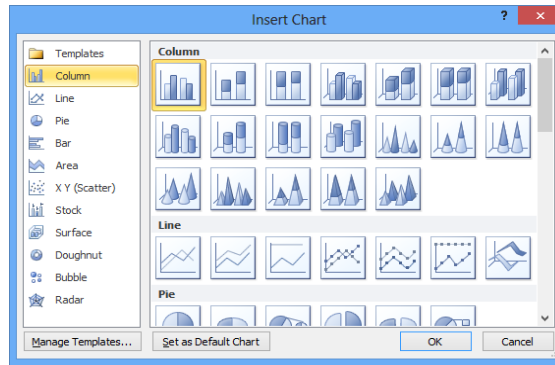 Insert Chart
?
×
Templates
Column
Line
Pie
Bar
Area
X Y (Scatter)
Stock
Surface
Doughnut
Bubble
Radar
Column
Line
Pie
Manage Templates...
Set as Default Chart
OK
Cancel